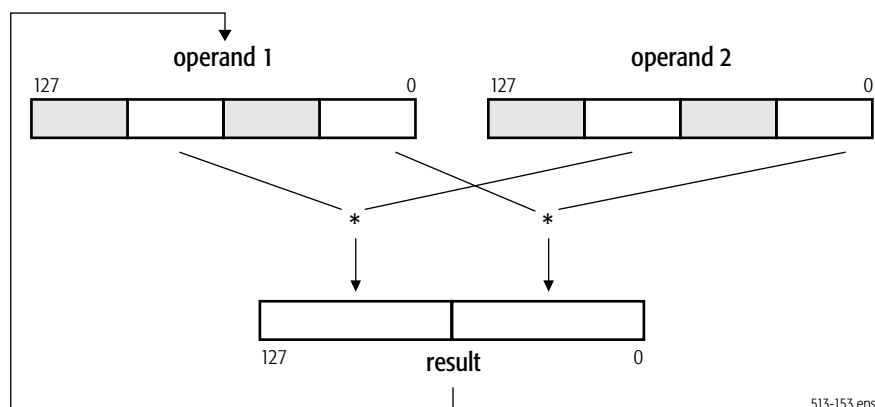 operand 1 operand 2
127 0 127 0
* *
127 result 0
513-153 eps